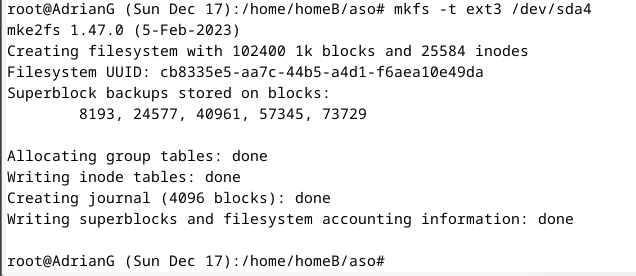 root@AdrianG (Sun Dec 17):/home/homeB/aso# mkfs -t ext3 /dev/sda4
mke2fs 1.47.0 (5-Feb-2023)
Creating filesystem with 102400 1k blocks and 25584 inodes
Filesystem UUID: cb8335e5-aa7c-44b5-a4d1-f6aea10e49da
Superblock backups stored on blocks:
        8193, 24577, 40961, 57345, 73729

Allocating group tables: done
Writing inode tables: done
Creating journal (4096 blocks): done
Writing superblocks and filesystem accounting information: done

root@AdrianG (Sun Dec 17):/home/homeB/aso#